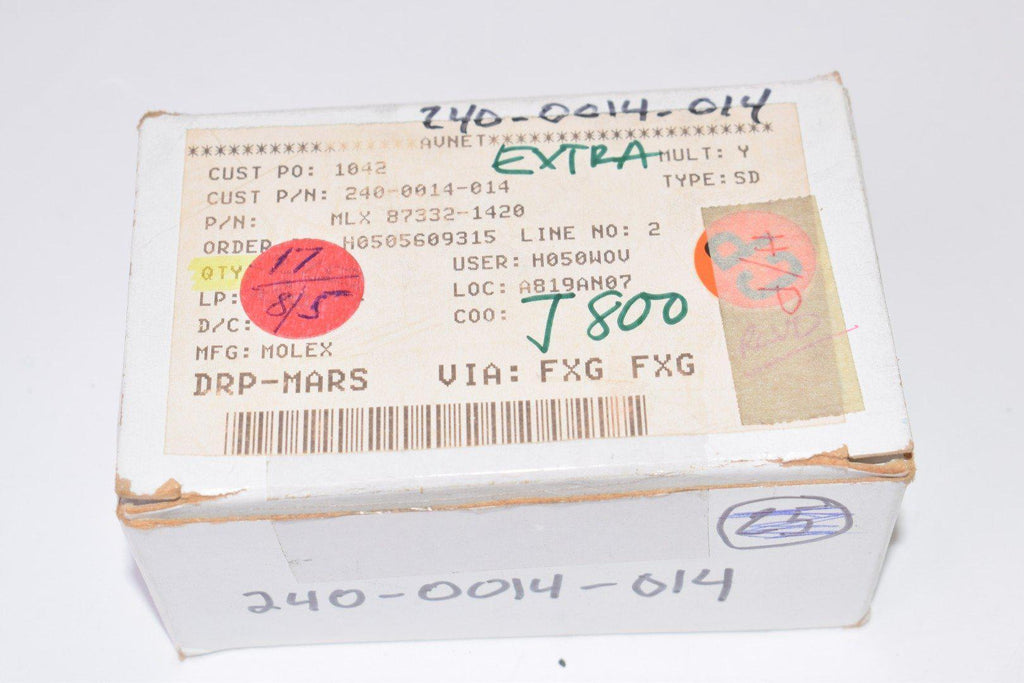 240-0014-014
********************AVNET********************
EXTRA
CUST PO: 1042 MULT: Y
CUST P/N: 240-0014-014 TYPE: SD
P/N: MLX 87332-1420
ORDER H0505609315 LINE NO: 2
QTY USER: H050WOV
17
8/5
LP: LOC: A819AN07
D/C: COO:
J800
MFG: MOLEX
DRP-MARS VIA: FXG FXG
RVD
25
240-0014-014